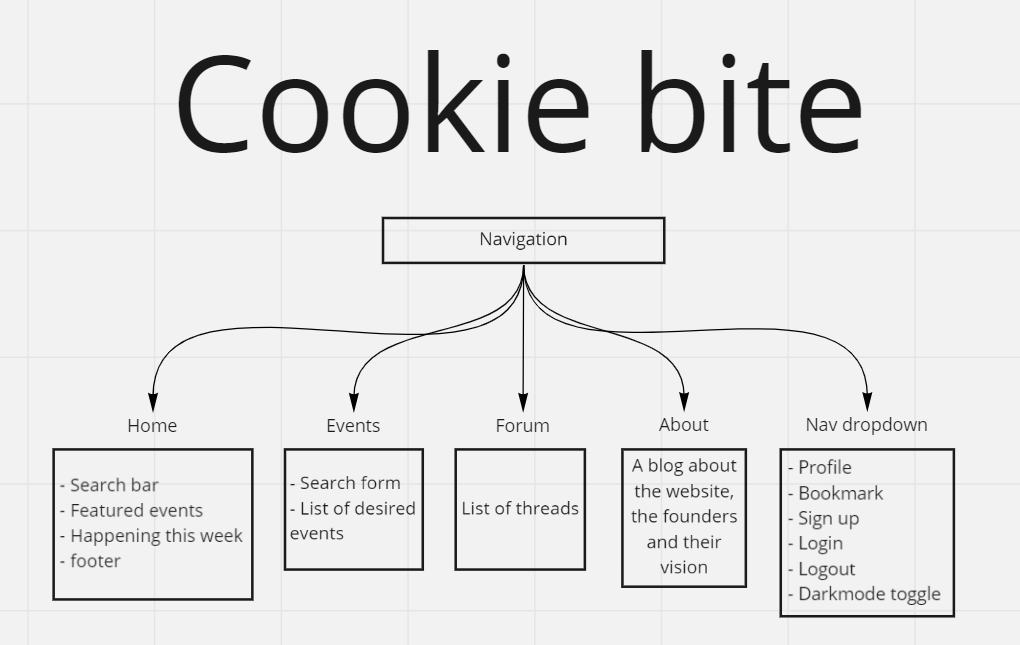 Cookie bite
Navigation
Home
- Search bar
- Featured events
- Happening this week
- footer
Events
- Search form
- List of desired
events
Forum
List of threads
About
A blog about
the website,
the founders
and their
vision
Nav dropdown
- Profile
- Bookmark
- Sign up
- Login
- Logout
- Darkmode toggle